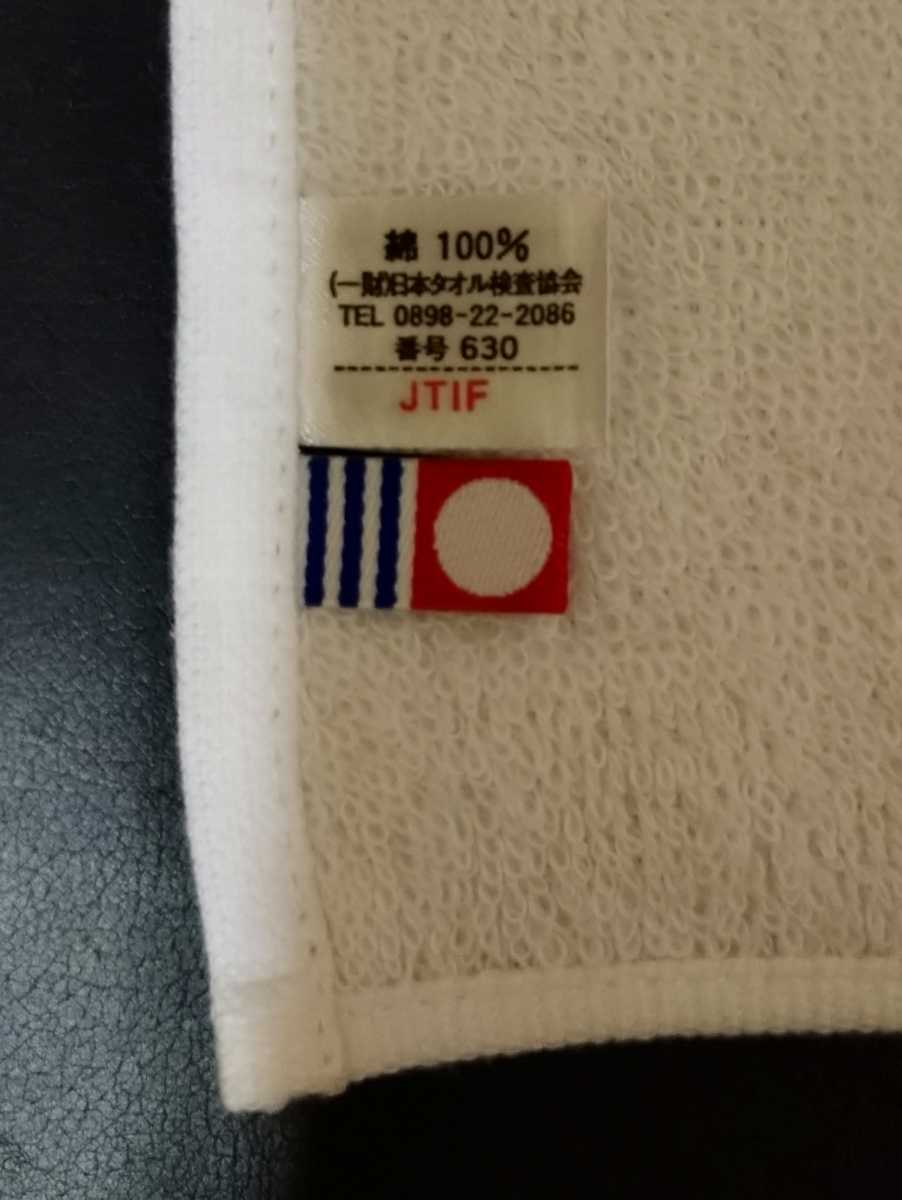 綿 100%
(一財)日本タオル検査協会
TEL 0898-22-2086
番号 630
JTIF